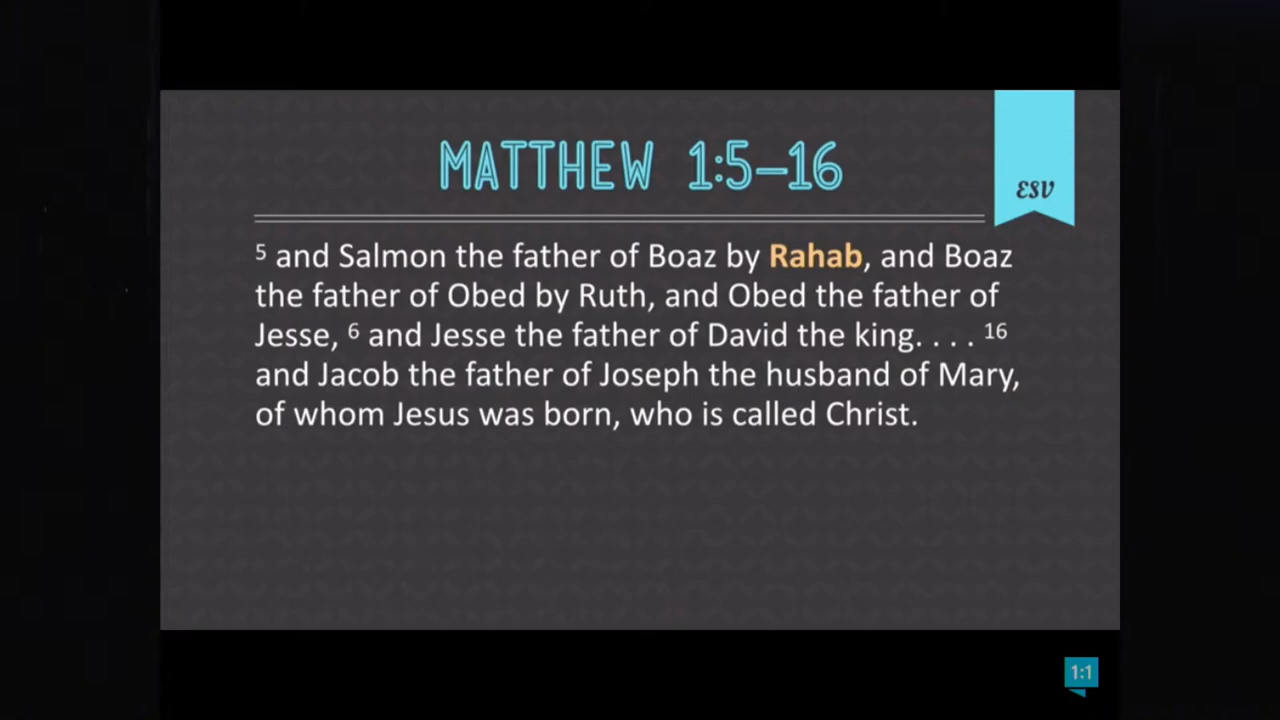 MATTHEW 1:5–16
ESV
5 and Salmon the father of Boaz by Rahab, and Boaz
the father of Obed by Ruth, and Obed the father of
Jesse, 6 and Jesse the father of David the king. . . . 16
and Jacob the father of Joseph the husband of Mary,
of whom Jesus was born, who is called Christ.
1:1